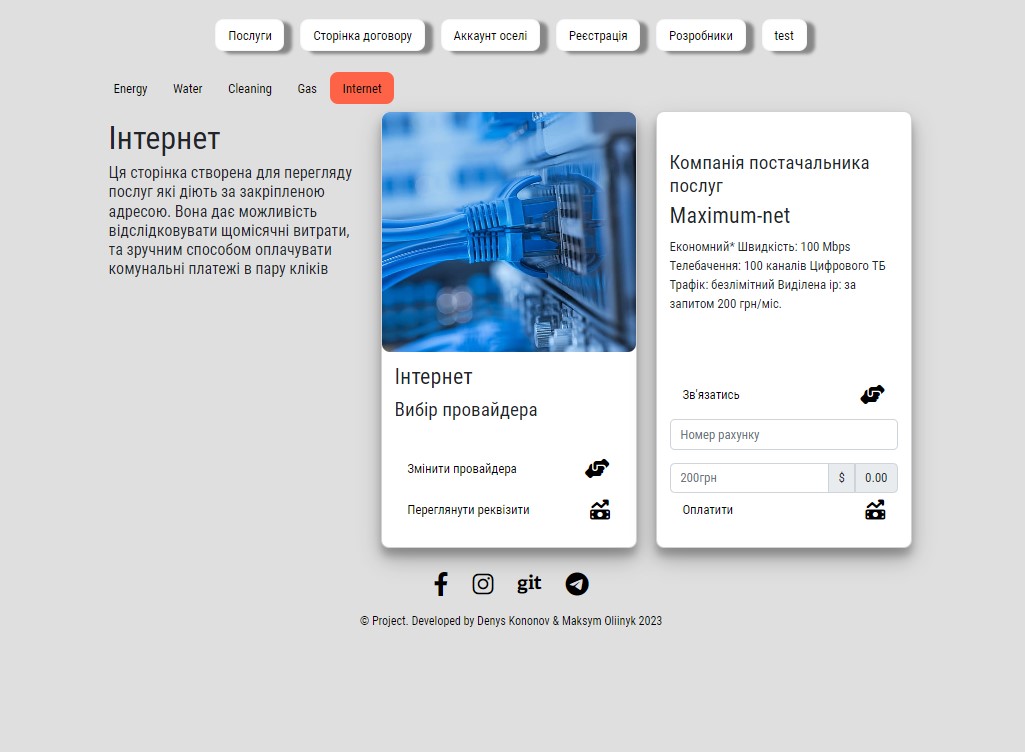 Послуги Сторінка договору Аккаунт оселі Реєстрація Розробники test
Energy Water Cleaning Gas Internet
Інтернет
Ця сторінка створена для перегляду
послуг які діють за закріпленою
адресою. Вона дає можливість
відслідковувати щомісячні витрати,
та зручним способом оплачувати
комунальні платежі в пару кліків
Інтернет
Вибір провайдера
Змінити провайдера
Переглянути реквізити
Компанія постачальника
послуг
Maximum-net
Економний* Швидкість: 100 Mbps
Телебачення: 100 каналів Цифрового ТБ
Трафік: безлімітний Виділена ip: за
запитом 200 грн/міс.
Зв'язатись
Номер рахунку
200грн $ 0.00
Оплатити
git
© Project. Developed by Denys Kononov & Maksym Oliinyk 2023